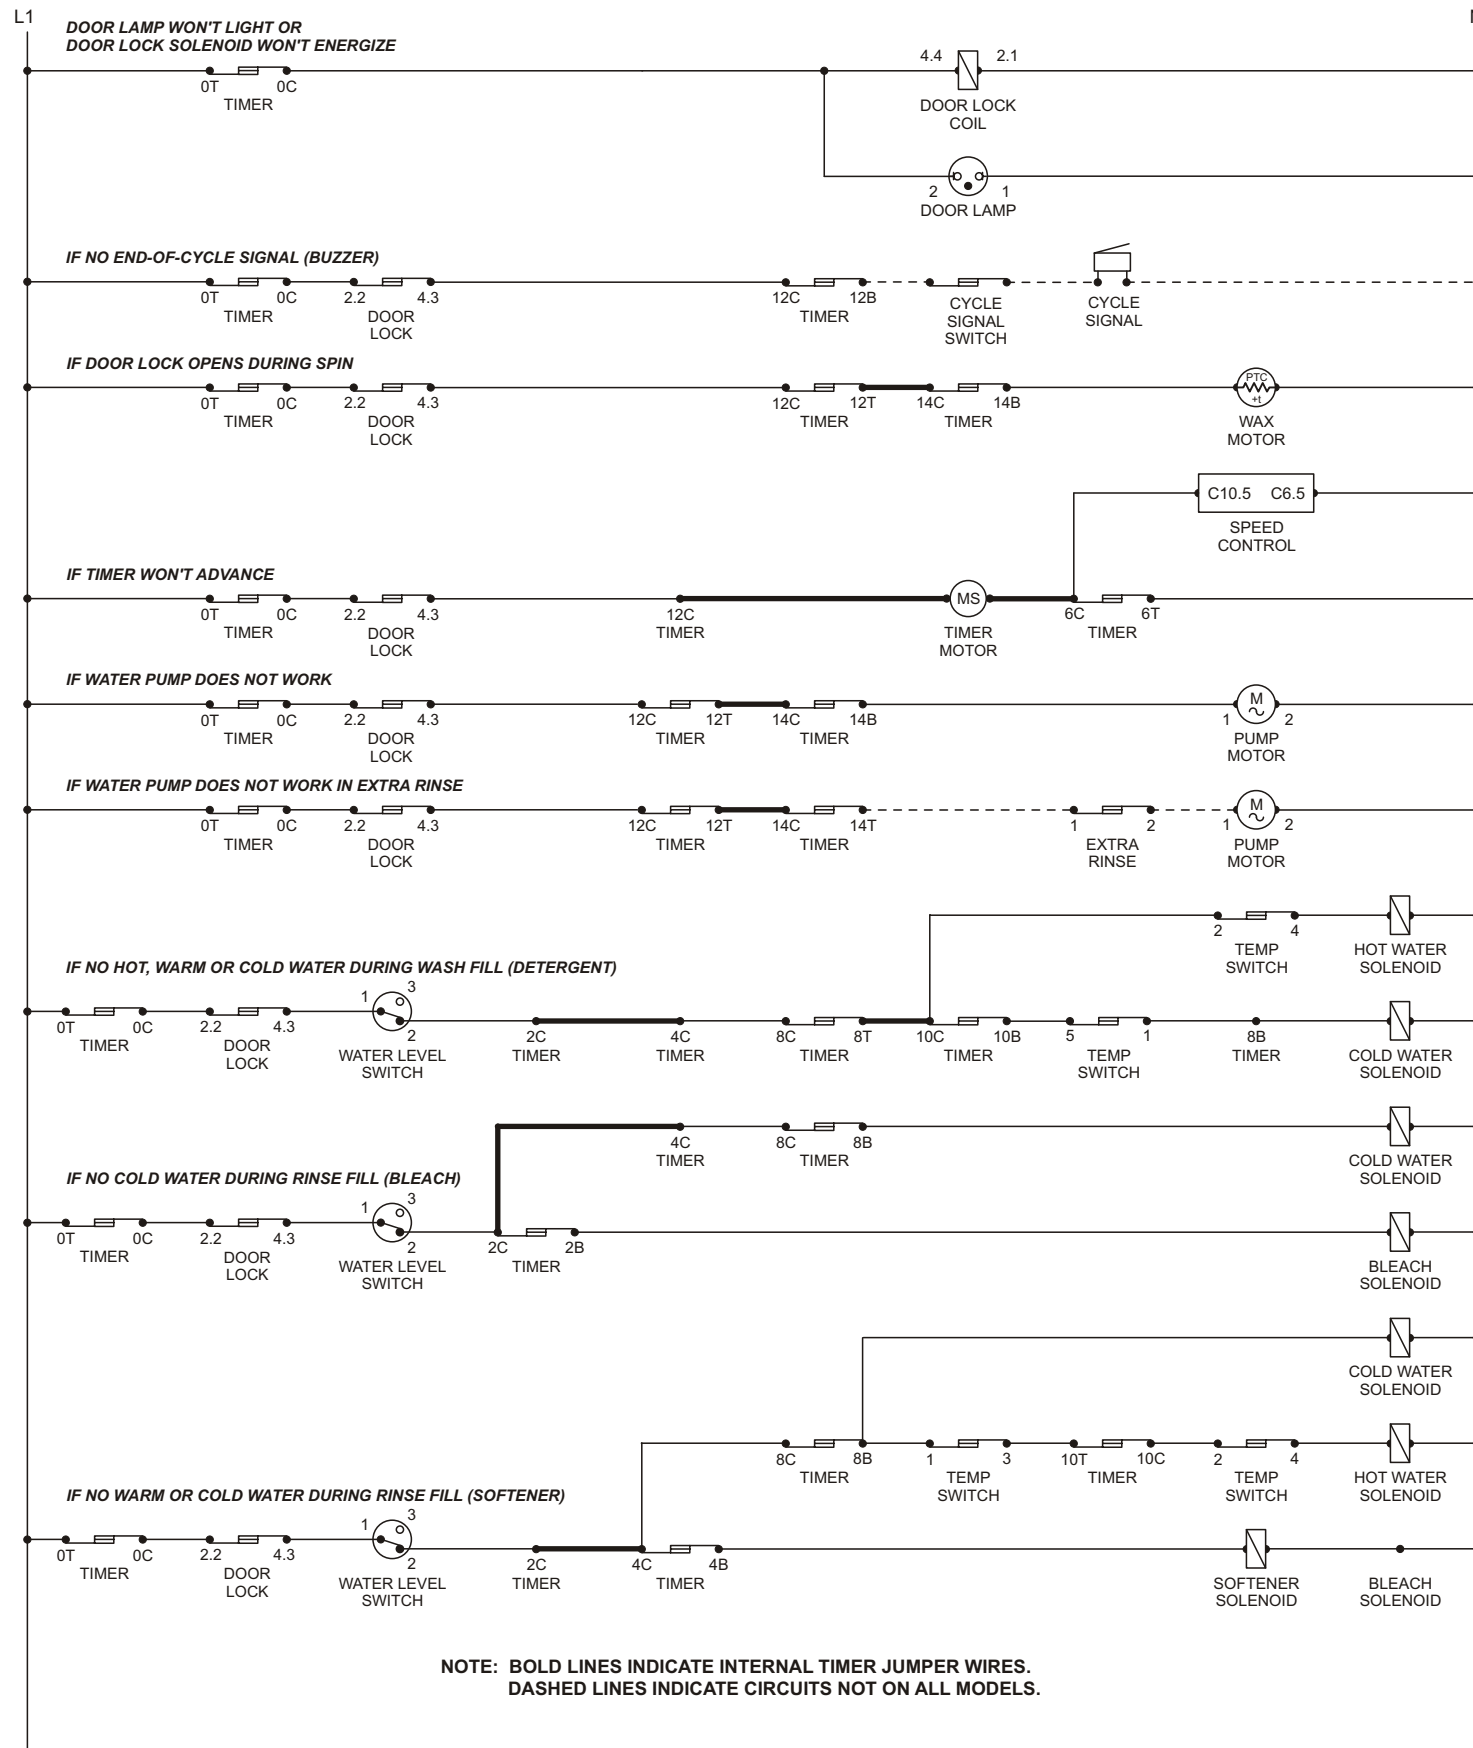 L1
DOOR LAMP WON'T LIGHT OR
DOOR LOCK SOLENOID WON'T ENERGIZE
4.4 2.1
0T 0C
TIMER
DOOR LOCK
COIL
2 1
DOOR LAMP
IF NO END-OF-CYCLE SIGNAL (BUZZER)
0T 0C 2.2 4.3 12C 12B
TIMER DOOR
LOCK TIMER CYCLE
SIGNAL
SWITCH
CYCLE
SIGNAL
IF DOOR LOCK OPENS DURING SPIN
PTC
+t
0T 0C 2.2 4.3 12C 12T 14C 14B
TIMER DOOR
LOCK TIMER TIMER WAX
MOTOR
C10.5 C6.5
SPEED
CONTROL
IF TIMER WON'T ADVANCE
MS
0T 0C 2.2 4.3 12C 6C 6T
TIMER DOOR
LOCK TIMER TIMER
MOTOR TIMER
IF WATER PUMP DOES NOT WORK
M
0T 0C 2.2 4.3 12C 12T 14C 14B 1 2
TIMER DOOR
LOCK TIMER TIMER PUMP
MOTOR
IF WATER PUMP DOES NOT WORK IN EXTRA RINSE
M
0T 0C 2.2 4.3 12C 12T 14C 14T 1 2 1 2
TIMER DOOR
LOCK TIMER TIMER EXTRA
RINSE
PUMP
MOTOR
2 4
TEMP
SWITCH
HOT WATER
SOLENOID
IF NO HOT, WARM OR COLD WATER DURING WASH FILL (DETERGENT)
1 3
0T 0C 2.2 4.3 2 2C 4C 8C 8T 10C 10B 5 1 8B
TIMER DOOR
LOCK WATER LEVEL
SWITCH
TIMER TIMER TIMER TIMER TEMP
SWITCH
TIMER COLD WATER
SOLENOID
4C 8C 8B
TIMER TIMER COLD WATER
SOLENOID
IF NO COLD WATER DURING RINSE FILL (BLEACH)
1 3
0T 0C 2.2 4.3 2 2C 2B
TIMER DOOR
LOCK WATER LEVEL
SWITCH
TIMER BLEACH
SOLENOID
COLD WATER
SOLENOID
8C 8B 1 3 10T 10C 2 4
TIMER TEMP
SWITCH
TIMER TEMP
SWITCH
HOT WATER
SOLENOID
IF NO WARM OR COLD WATER DURING RINSE FILL (SOFTENER)
1 3
0T 0C 2.2 4.3 2 2C 4C 4B
TIMER DOOR
LOCK WATER LEVEL
SWITCH
TIMER TIMER SOFTENER
SOLENOID
BLEACH
SOLENOID
NOTE: BOLD LINES INDICATE INTERNAL TIMER JUMPER WIRES.
DASHED LINES INDICATE CIRCUITS NOT ON ALL MODELS.